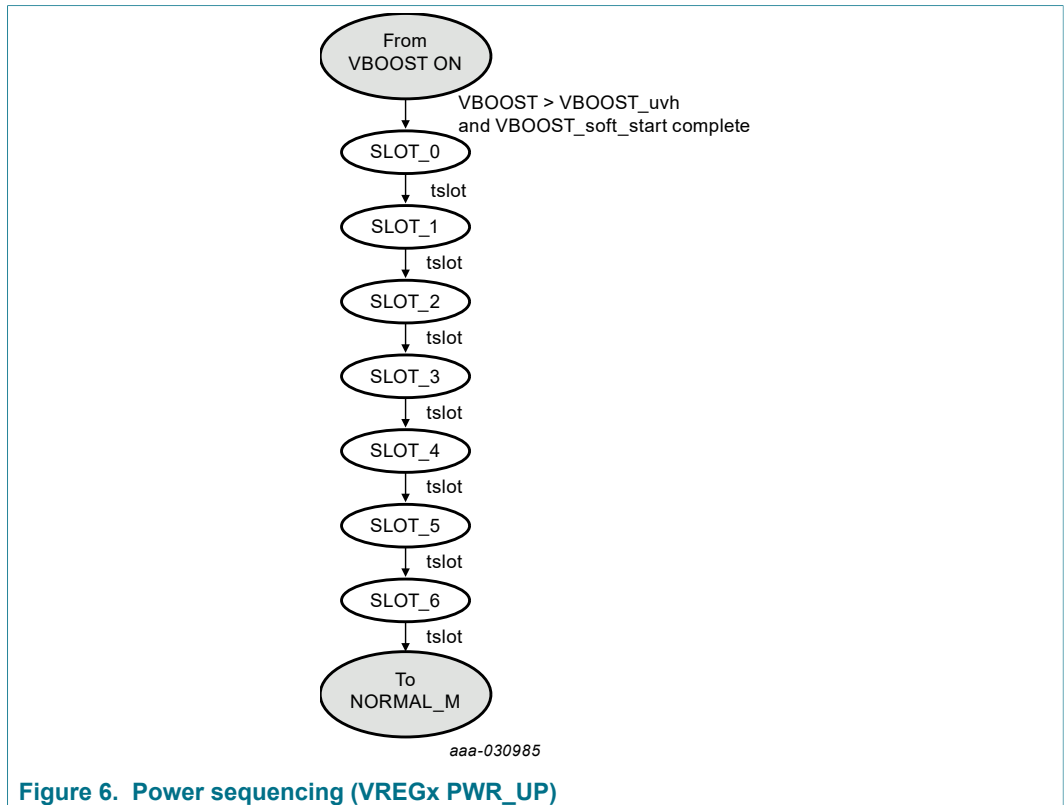 From
VBOOST ON
VBOOST > VBOOST_uvh
and VBOOST_soft_start complete
SLOT_0
tslot
SLOT_1
tslot
SLOT_2
tslot
SLOT_3
tslot
SLOT_4
tslot
SLOT_5
tslot
SLOT_6
tslot
To
NORMAL_M
aaa-030985
Figure 6. Power sequencing (VREGx PWR_UP)